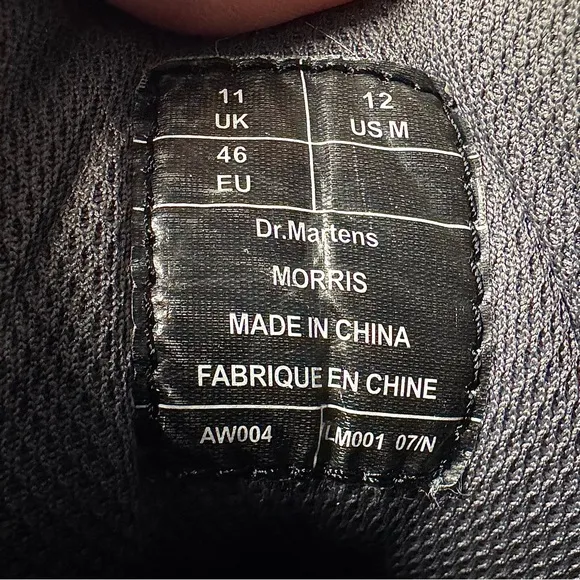 11
UK
12
US M
46
EU
Dr.Martens
MORRIS
MADE IN CHINA
FABRIQUE EN CHINE
AW004
LM001 07/N